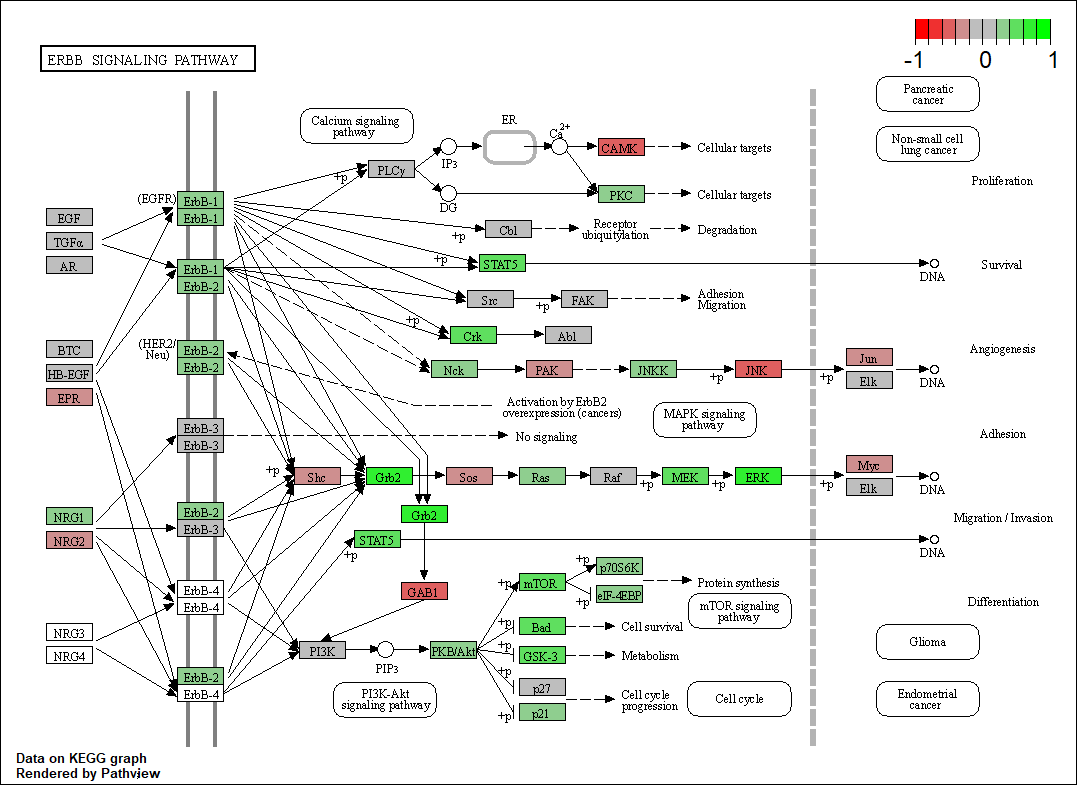 ERBB SIGNALING PATHWAY
-1 0 1
Pancreatic
cancer
Non-small cell
lung cancer
Calcium signaling
pathway
ER
Ca2+
IP3
CAMK
Cellular targets
PLCγ
+p
DG
PKC
Cellular targets
Proliferation
(EGFR)
ErbB-1
ErbB-1
EGF
TGFα
AR
Cbl
+p
Receptor
ubiquitylation
Degradation
ErbB-1
ErbB-2
+p
STAT5
DNA
Survival
Src
+p
FAK
Adhesion
Migration
+p
Crk
Abl
BTC
HB-EGF
EPR
(HER2/
Neu)
ErbB-2
ErbB-2
Nck
PAK
JNKK
+p
JNK
+p
Jun
Elk
DNA
Angiogenesis
Activation by ErbB2
overexpression (cancers)
MAPK signaling
pathway
ErbB-3
ErbB-3
No signaling
Adhesion
+p
Shc
Grb2
Sos
Ras
Raf
+p
MEK
+p
ERK
+p
Myc
Elk
DNA
NRG1
NRG2
ErbB-2
ErbB-3
Grb2
Migration / Invasion
STAT5
+p
DNA
ErbB-4
ErbB-4
GAB1
+p
mTOR
+p
p70S6K
+p
eIF-4EBP
Protein synthesis
mTOR signaling
pathway
Differentiation
NRG3
NRG4
+p
Bad
Cell survival
Glioma
PI3K
PIP3
PKB/Akt
+p
GSK-3
Metabolism
ErbB-2
ErbB-4
+p
p27
+p
p21
Cell cycle
progression
Cell cycle
PI3K-Akt
signaling pathway
Endometrial
cancer
Data on KEGG graph
Rendered by Pathview